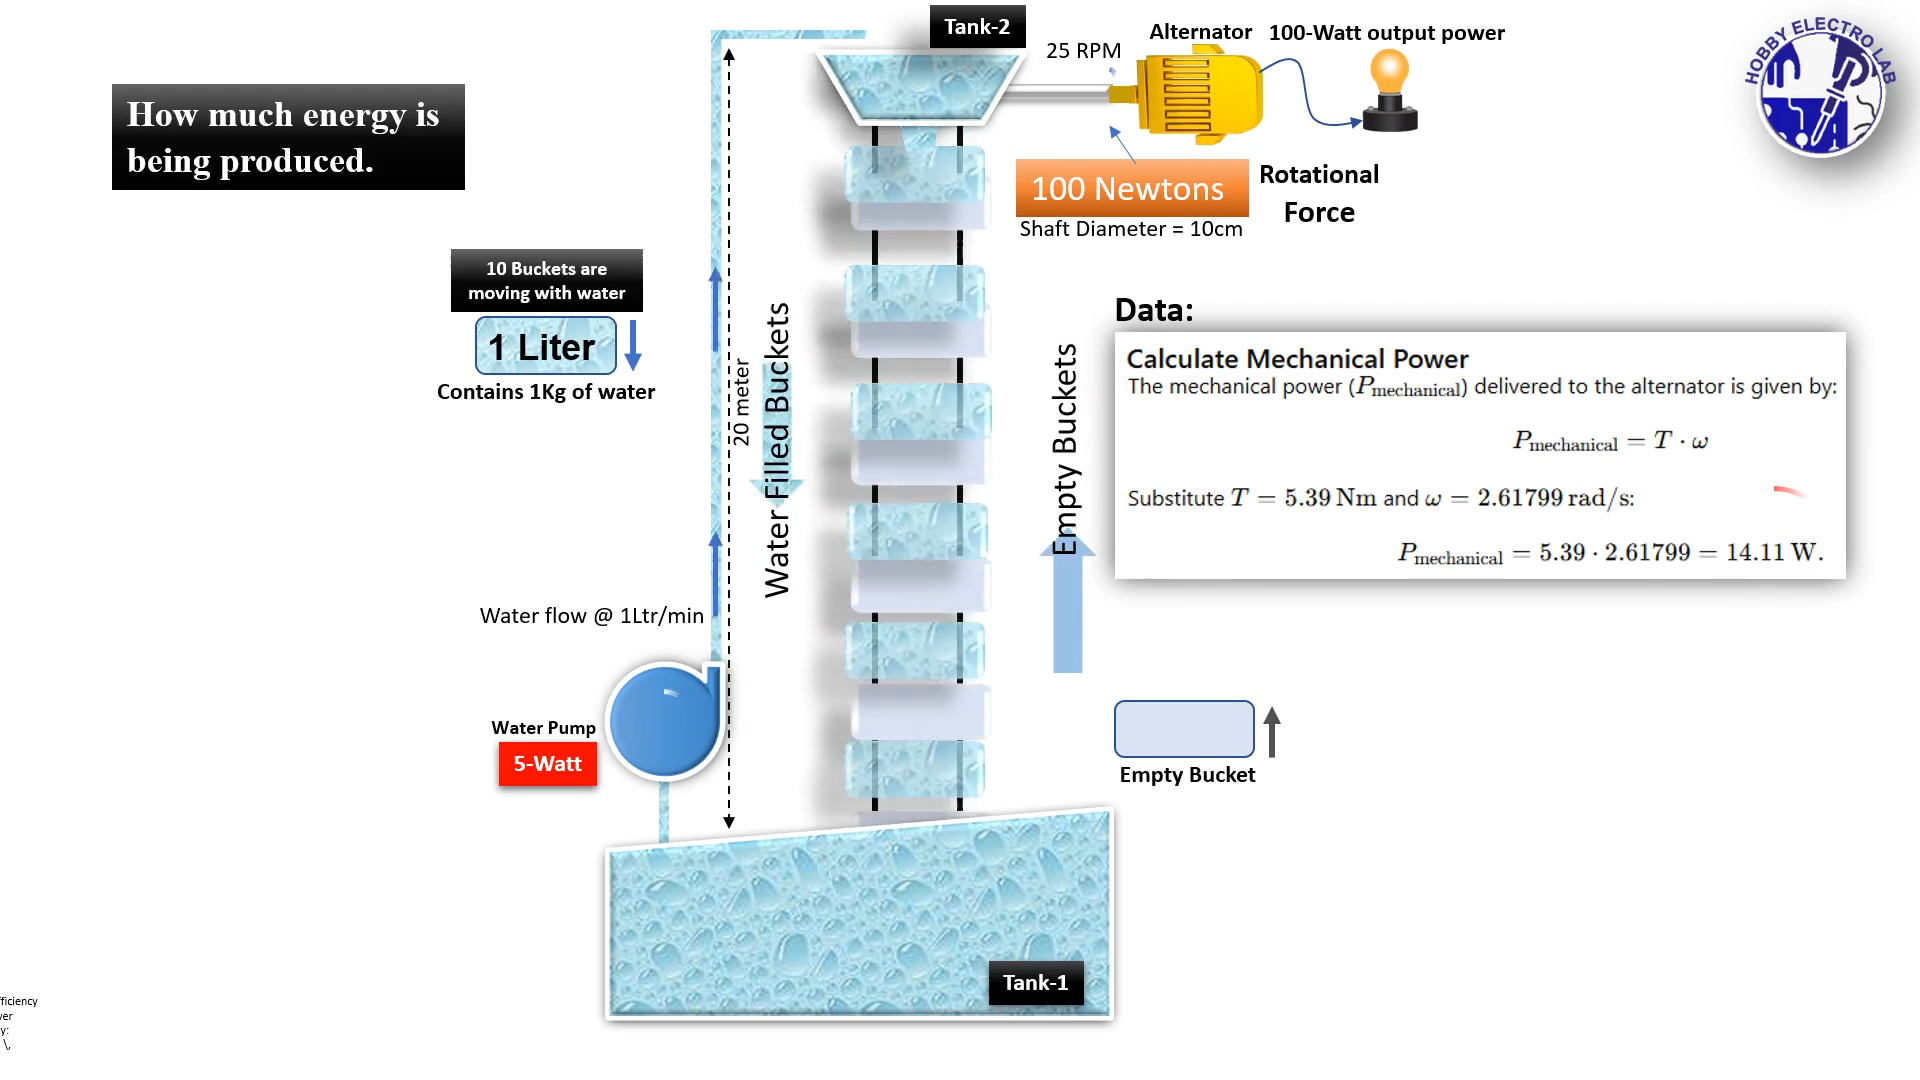 Tank-2
Alternator
100-Watt output power
25 RPM
HOBBY ELECTRO LAB
How much energy is
being produced.
100 Newtons
Rotational
Force
Shaft Diameter = 10cm
10 Buckets are
moving with water
1 Liter
Contains 1Kg of water
20 meter
Water Filled Buckets
Empty Buckets
Data:
Calculate Mechanical Power
The mechanical power (P_mechanical) delivered to the alternator is given by:
P_mechanical = T · ω
Substitute T = 5.39 Nm and ω = 2.61799 rad/s:
P_mechanical = 5.39 · 2.61799 = 14.11 W.
Water flow @ 1Ltr/min
Water Pump
5-Watt
Empty Bucket
Tank-1
y: